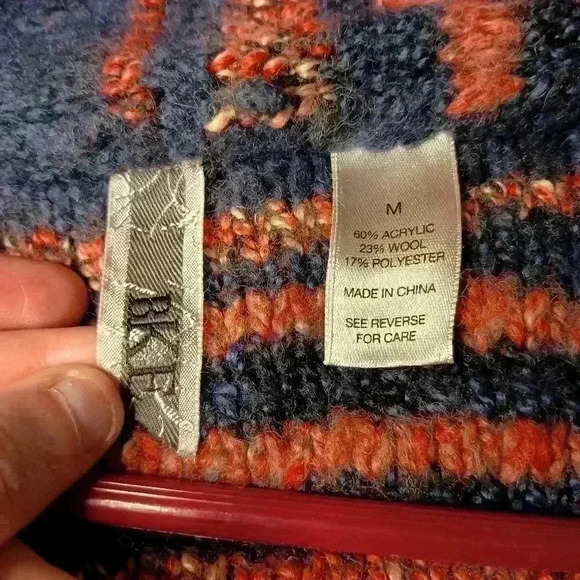 BKE
M
60% ACRYLIC
23% WOOL
17% POLYESTER
MADE IN CHINA
SEE REVERSE
FOR CARE